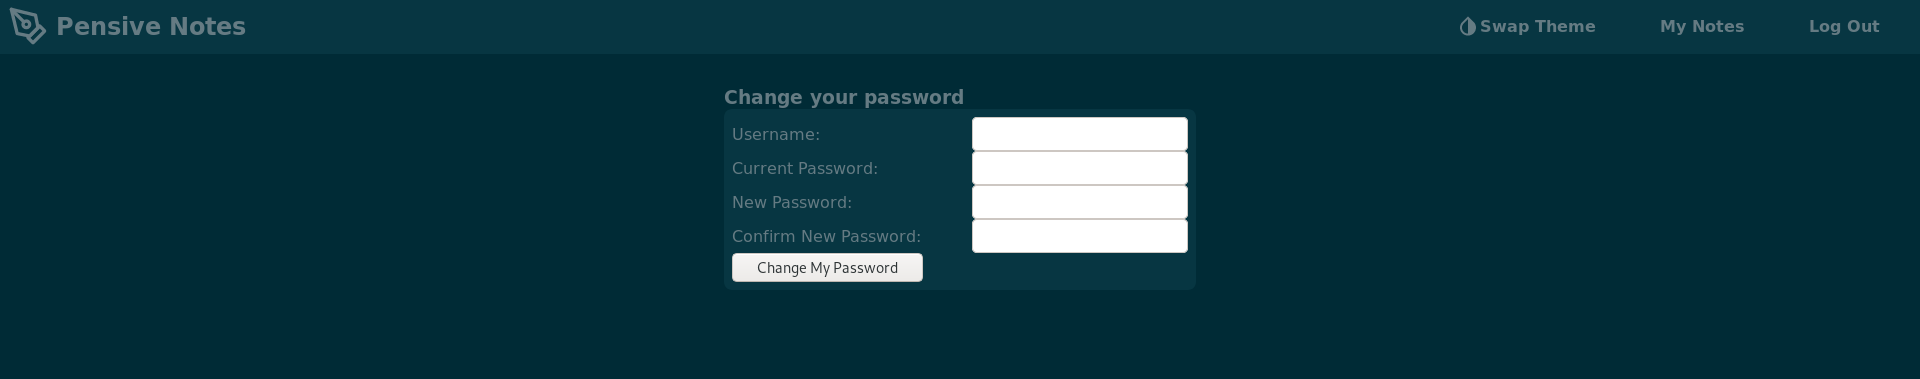 Pensive Notes
Swap Theme
My Notes
Log Out
Change your password
Username:
Current Password:
New Password:
Confirm New Password:
Change My Password